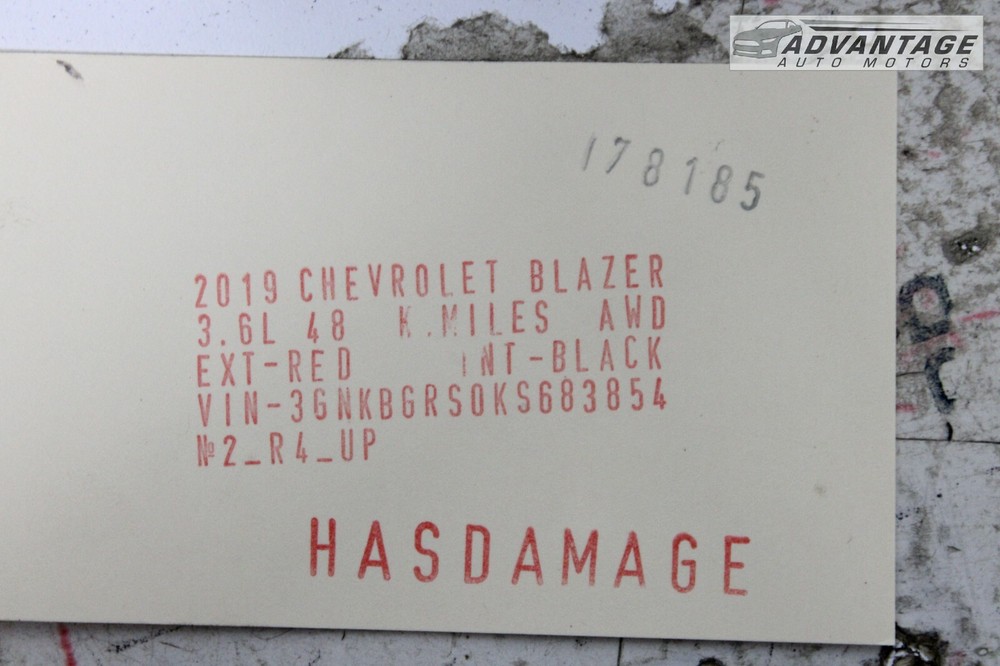 ADVANTAGE
AUTO MOTORS
178185
2019 CHEVROLET BLAZER
3.6L 48 K.MILES AWD
EXT-RED INT-BLACK
VIN-3GNKBGRS0KS683854
№2_R4_UP
HASDAMAGE